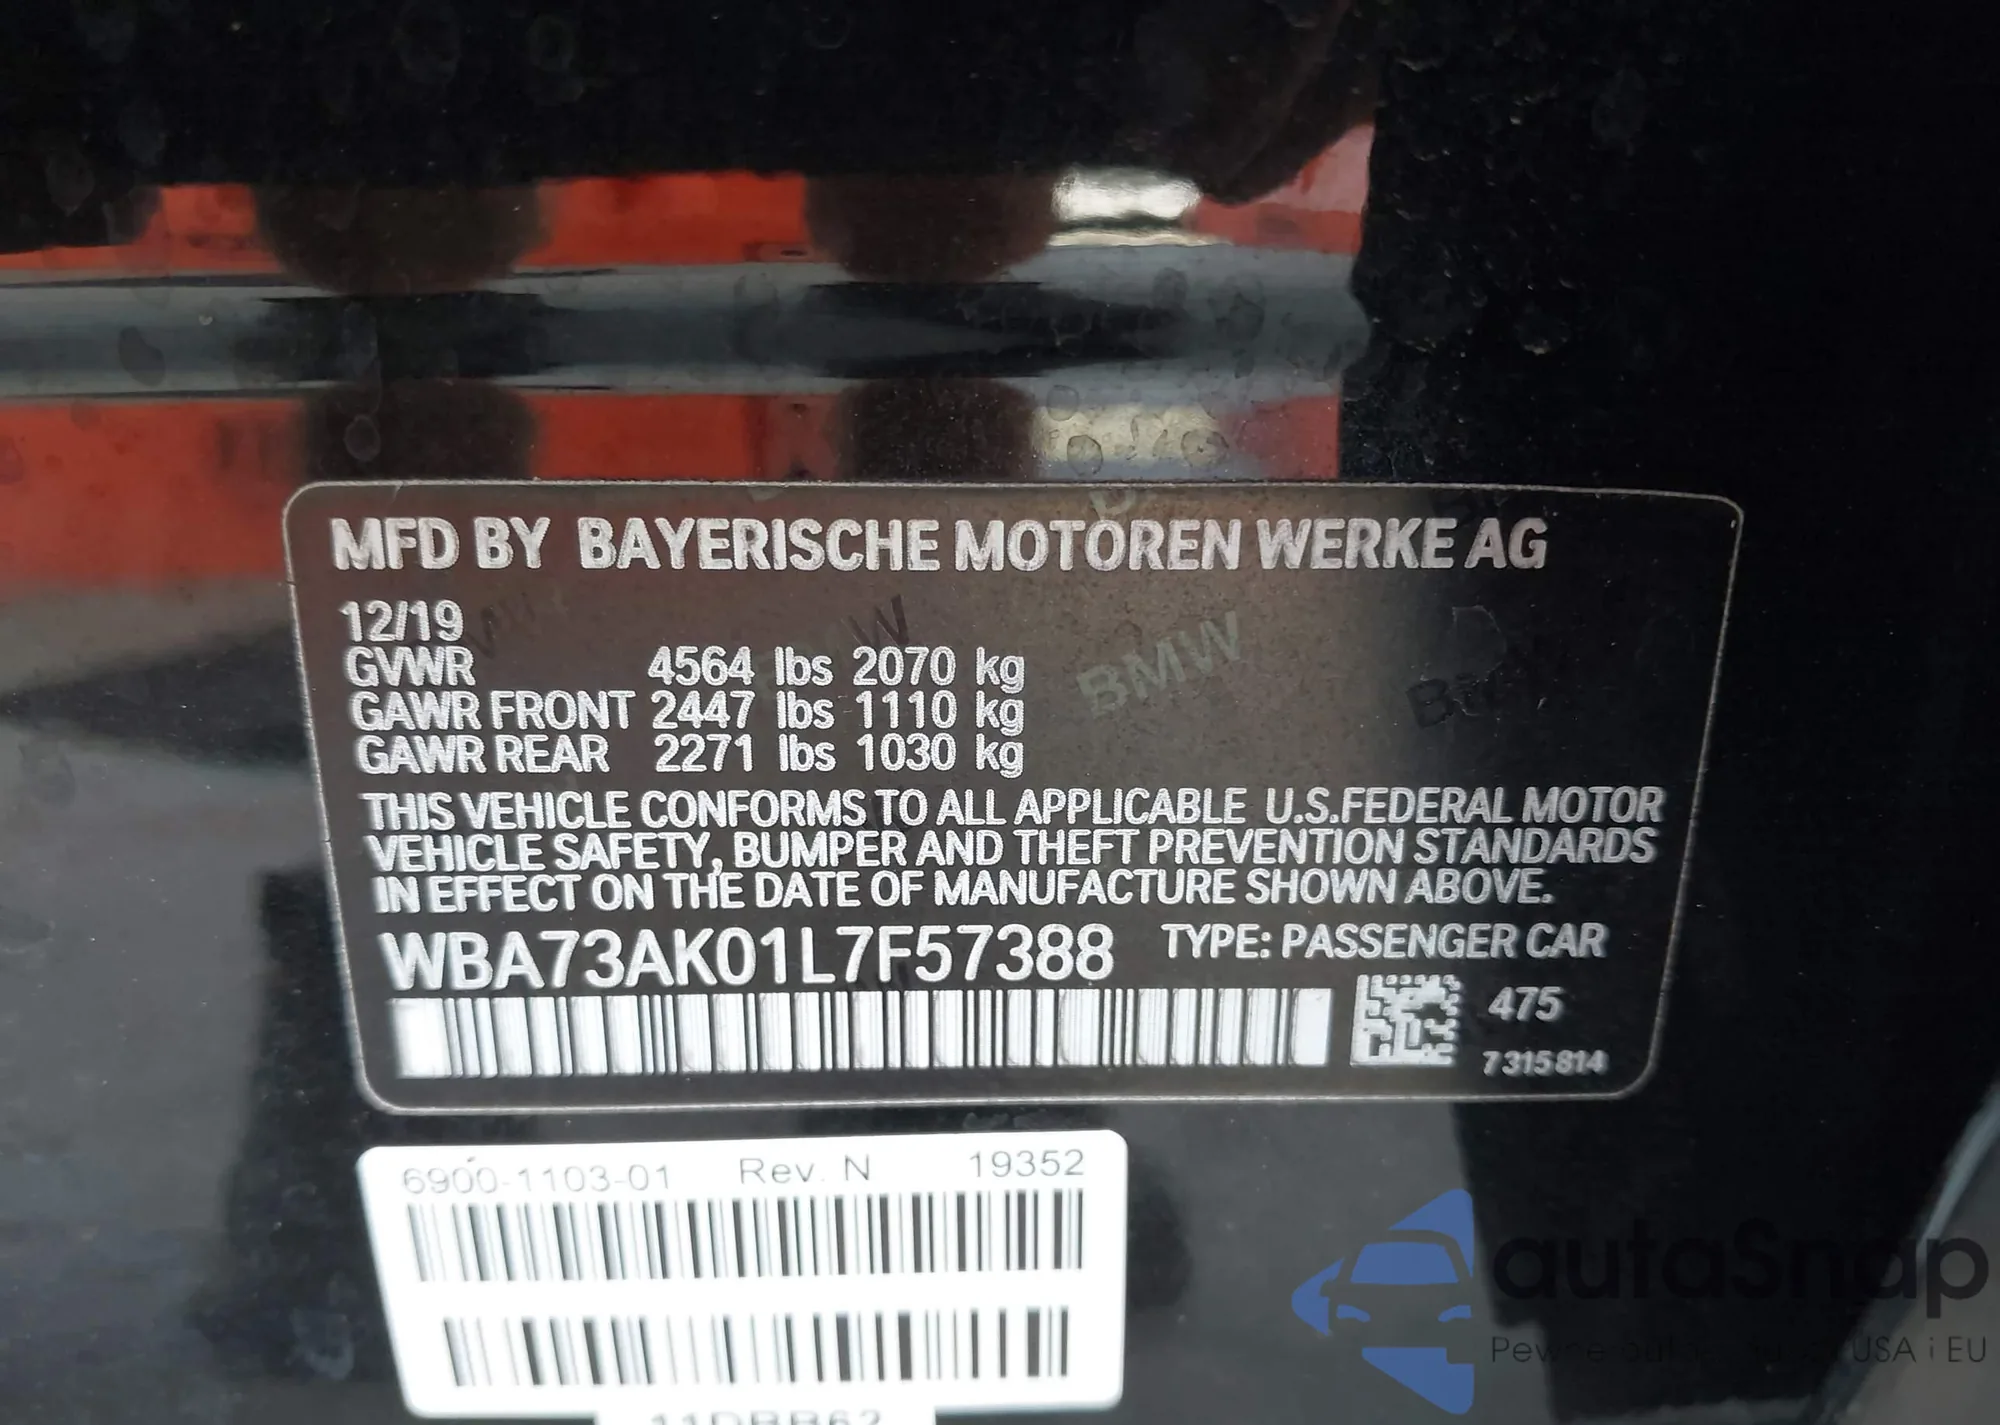 MFD BY BAYERISCHE MOTOREN WERKE AG
12/19
GVWR 4564 lbs 2070 kg
GAWR FRONT 2447 lbs 1110 kg
GAWR REAR 2271 lbs 1030 kg
BMW
THIS VEHICLE CONFORMS TO ALL APPLICABLE U.S.FEDERAL MOTOR
VEHICLE SAFETY, BUMPER AND THEFT PREVENTION STANDARDS
IN EFFECT ON THE DATE OF MANUFACTURE SHOWN ABOVE.
WBA73AK01L7F57388 TYPE: PASSENGER CAR
475
7315814
6900-1103-01 Rev. N 19352
autoSnap
USA i EU